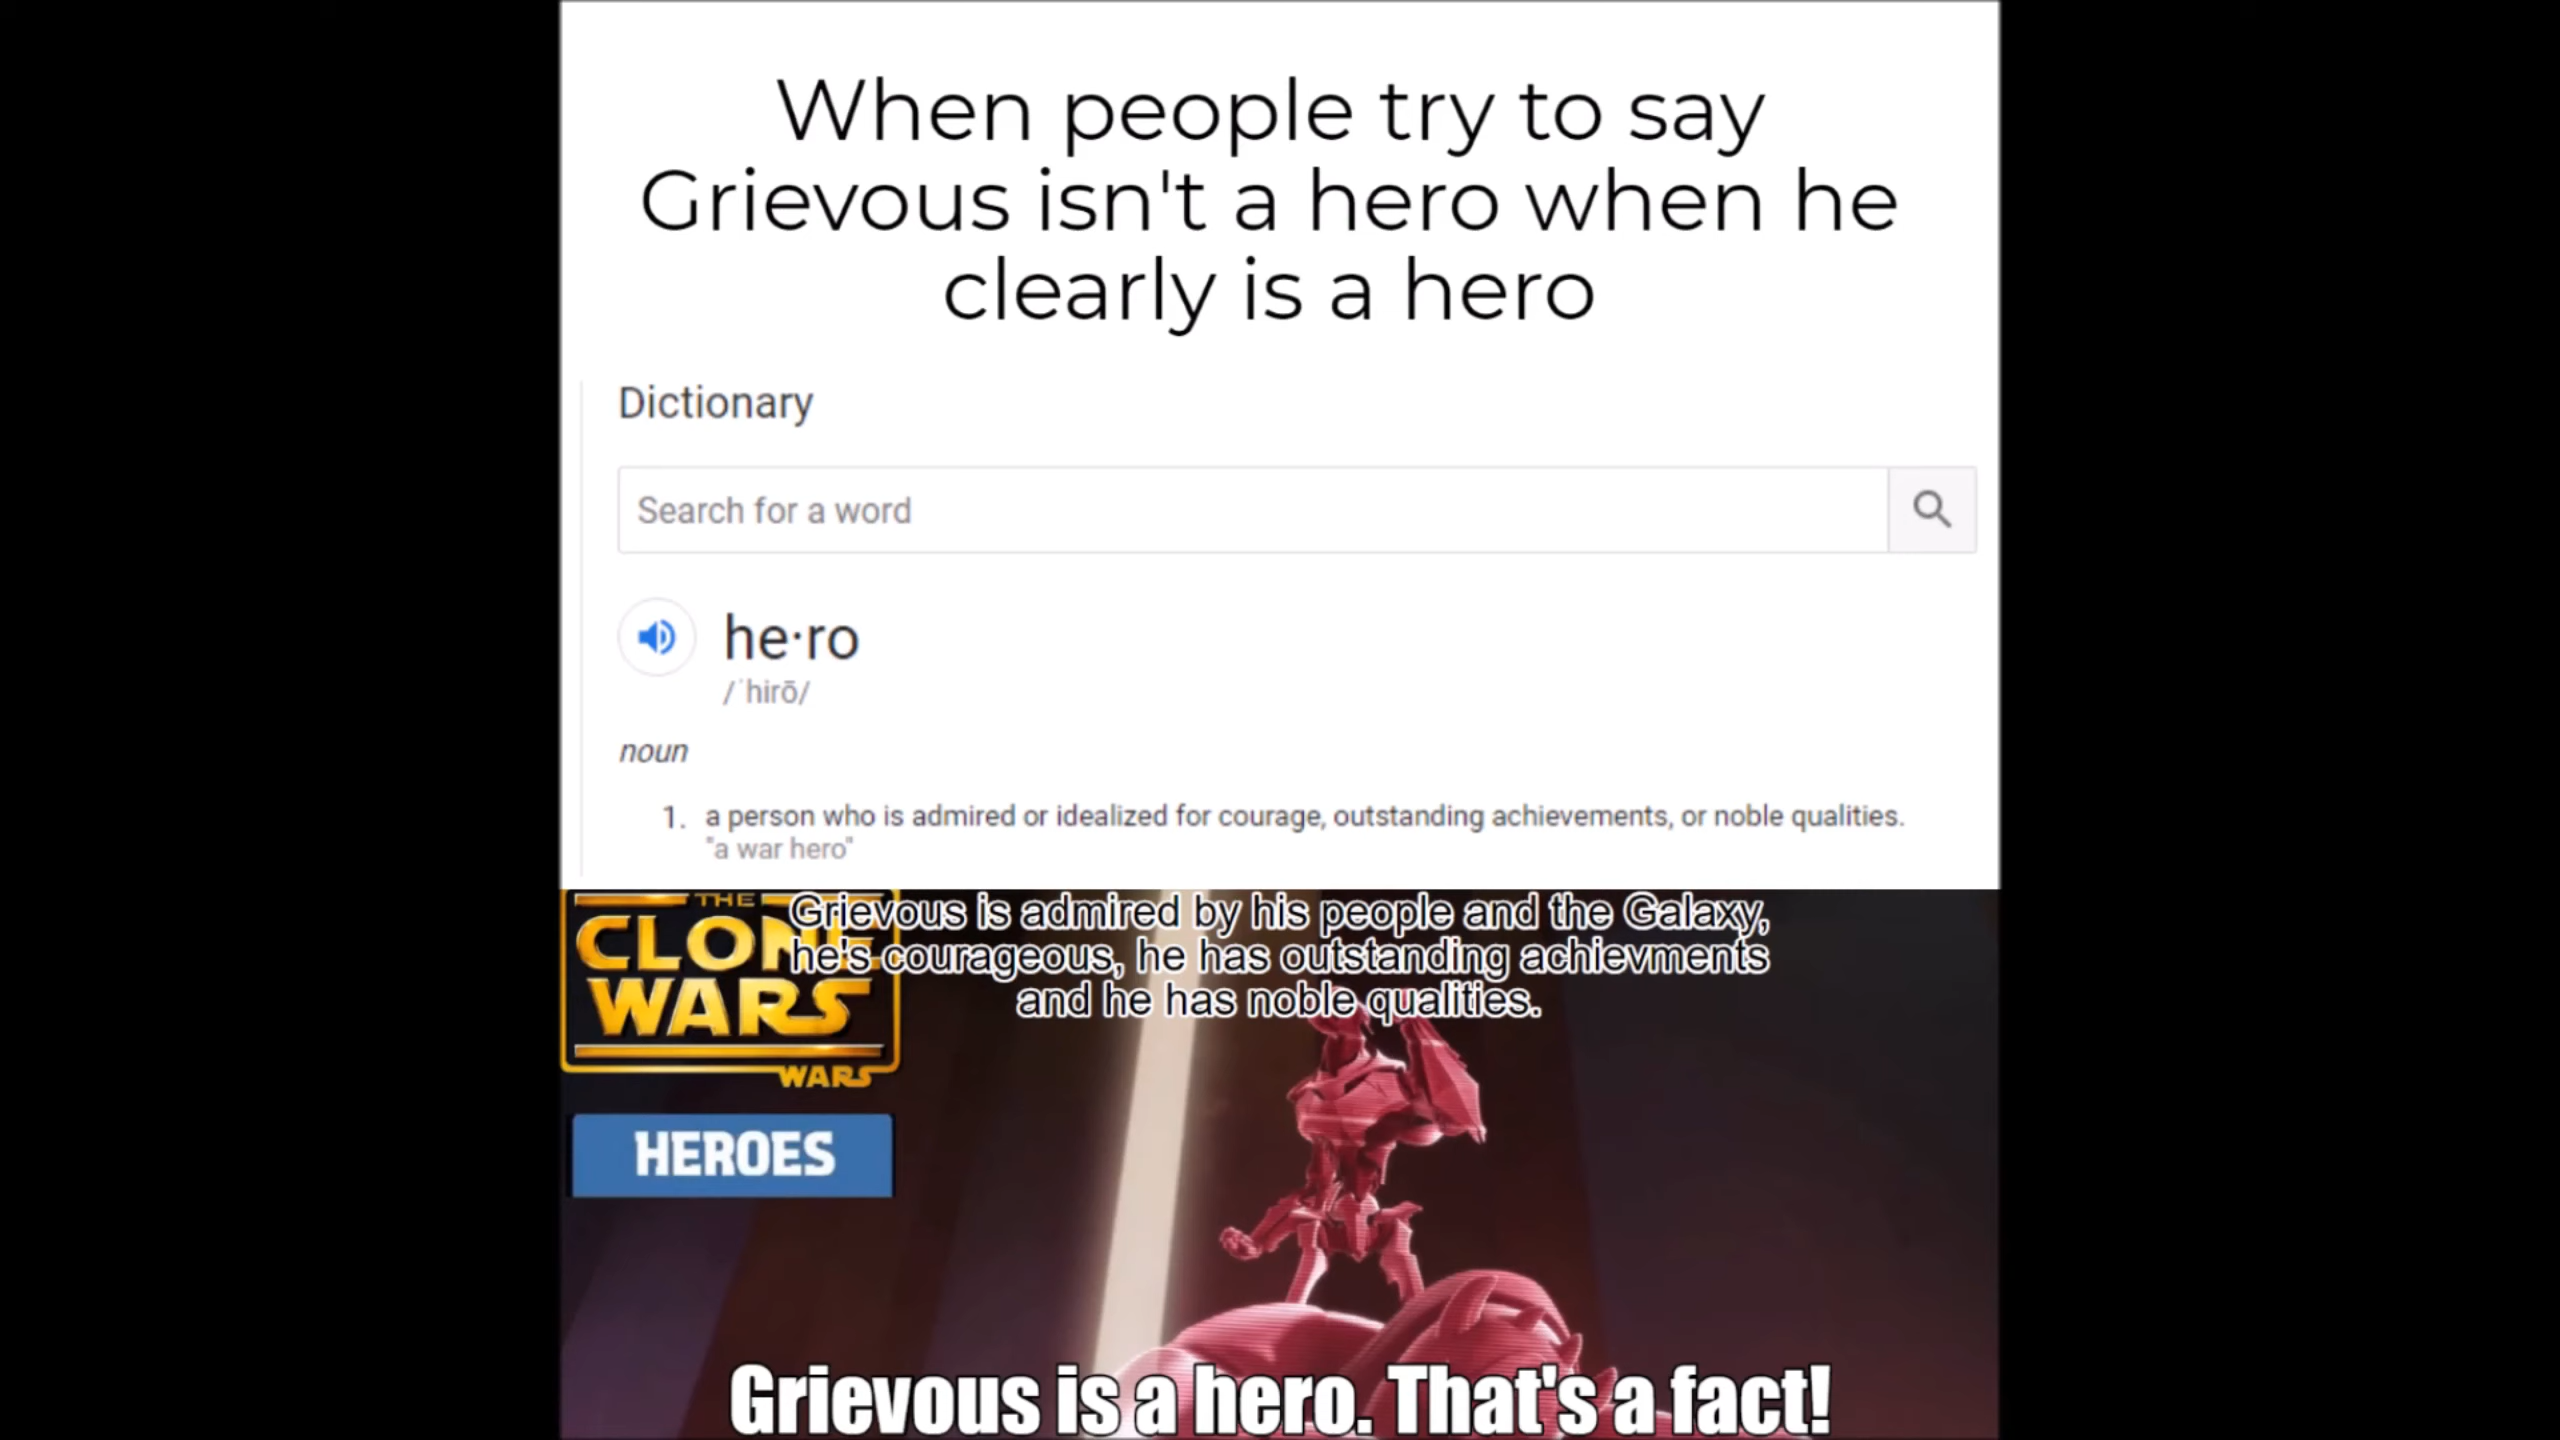 When people try to say
Grievous isn't a hero when he
clearly is a hero
Dictionary
Search for a word
he·ro
/ˈhirō/
noun
1. a person who is admired or idealized for courage, outstanding achievements, or noble qualities.
"a war hero"
THE
CLONE
WARS
WARS
HEROES
Grievous is admired by his people and the Galaxy,
he's courageous, he has outstanding achievments
and he has noble qualities.
Grievous is a hero. That's a fact!